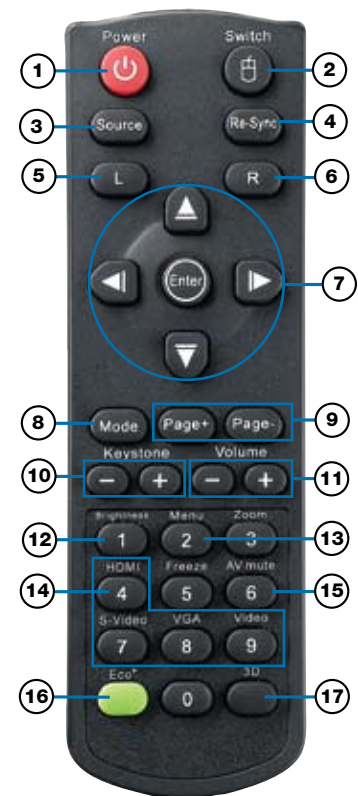 Power Switch
1 2
3 Source Re-Sync 4
5 L R 6
Enter 7
8 Mode Page+ Page- 9
Keystone Volume
10 − + − + 11
Brightness Menu Zoom
12 1 2 3 13
HDMI Freeze AV mute
14 4 5 6 15
S-Video VGA Video
7 8 9
Eco+ 3D
16 0 17